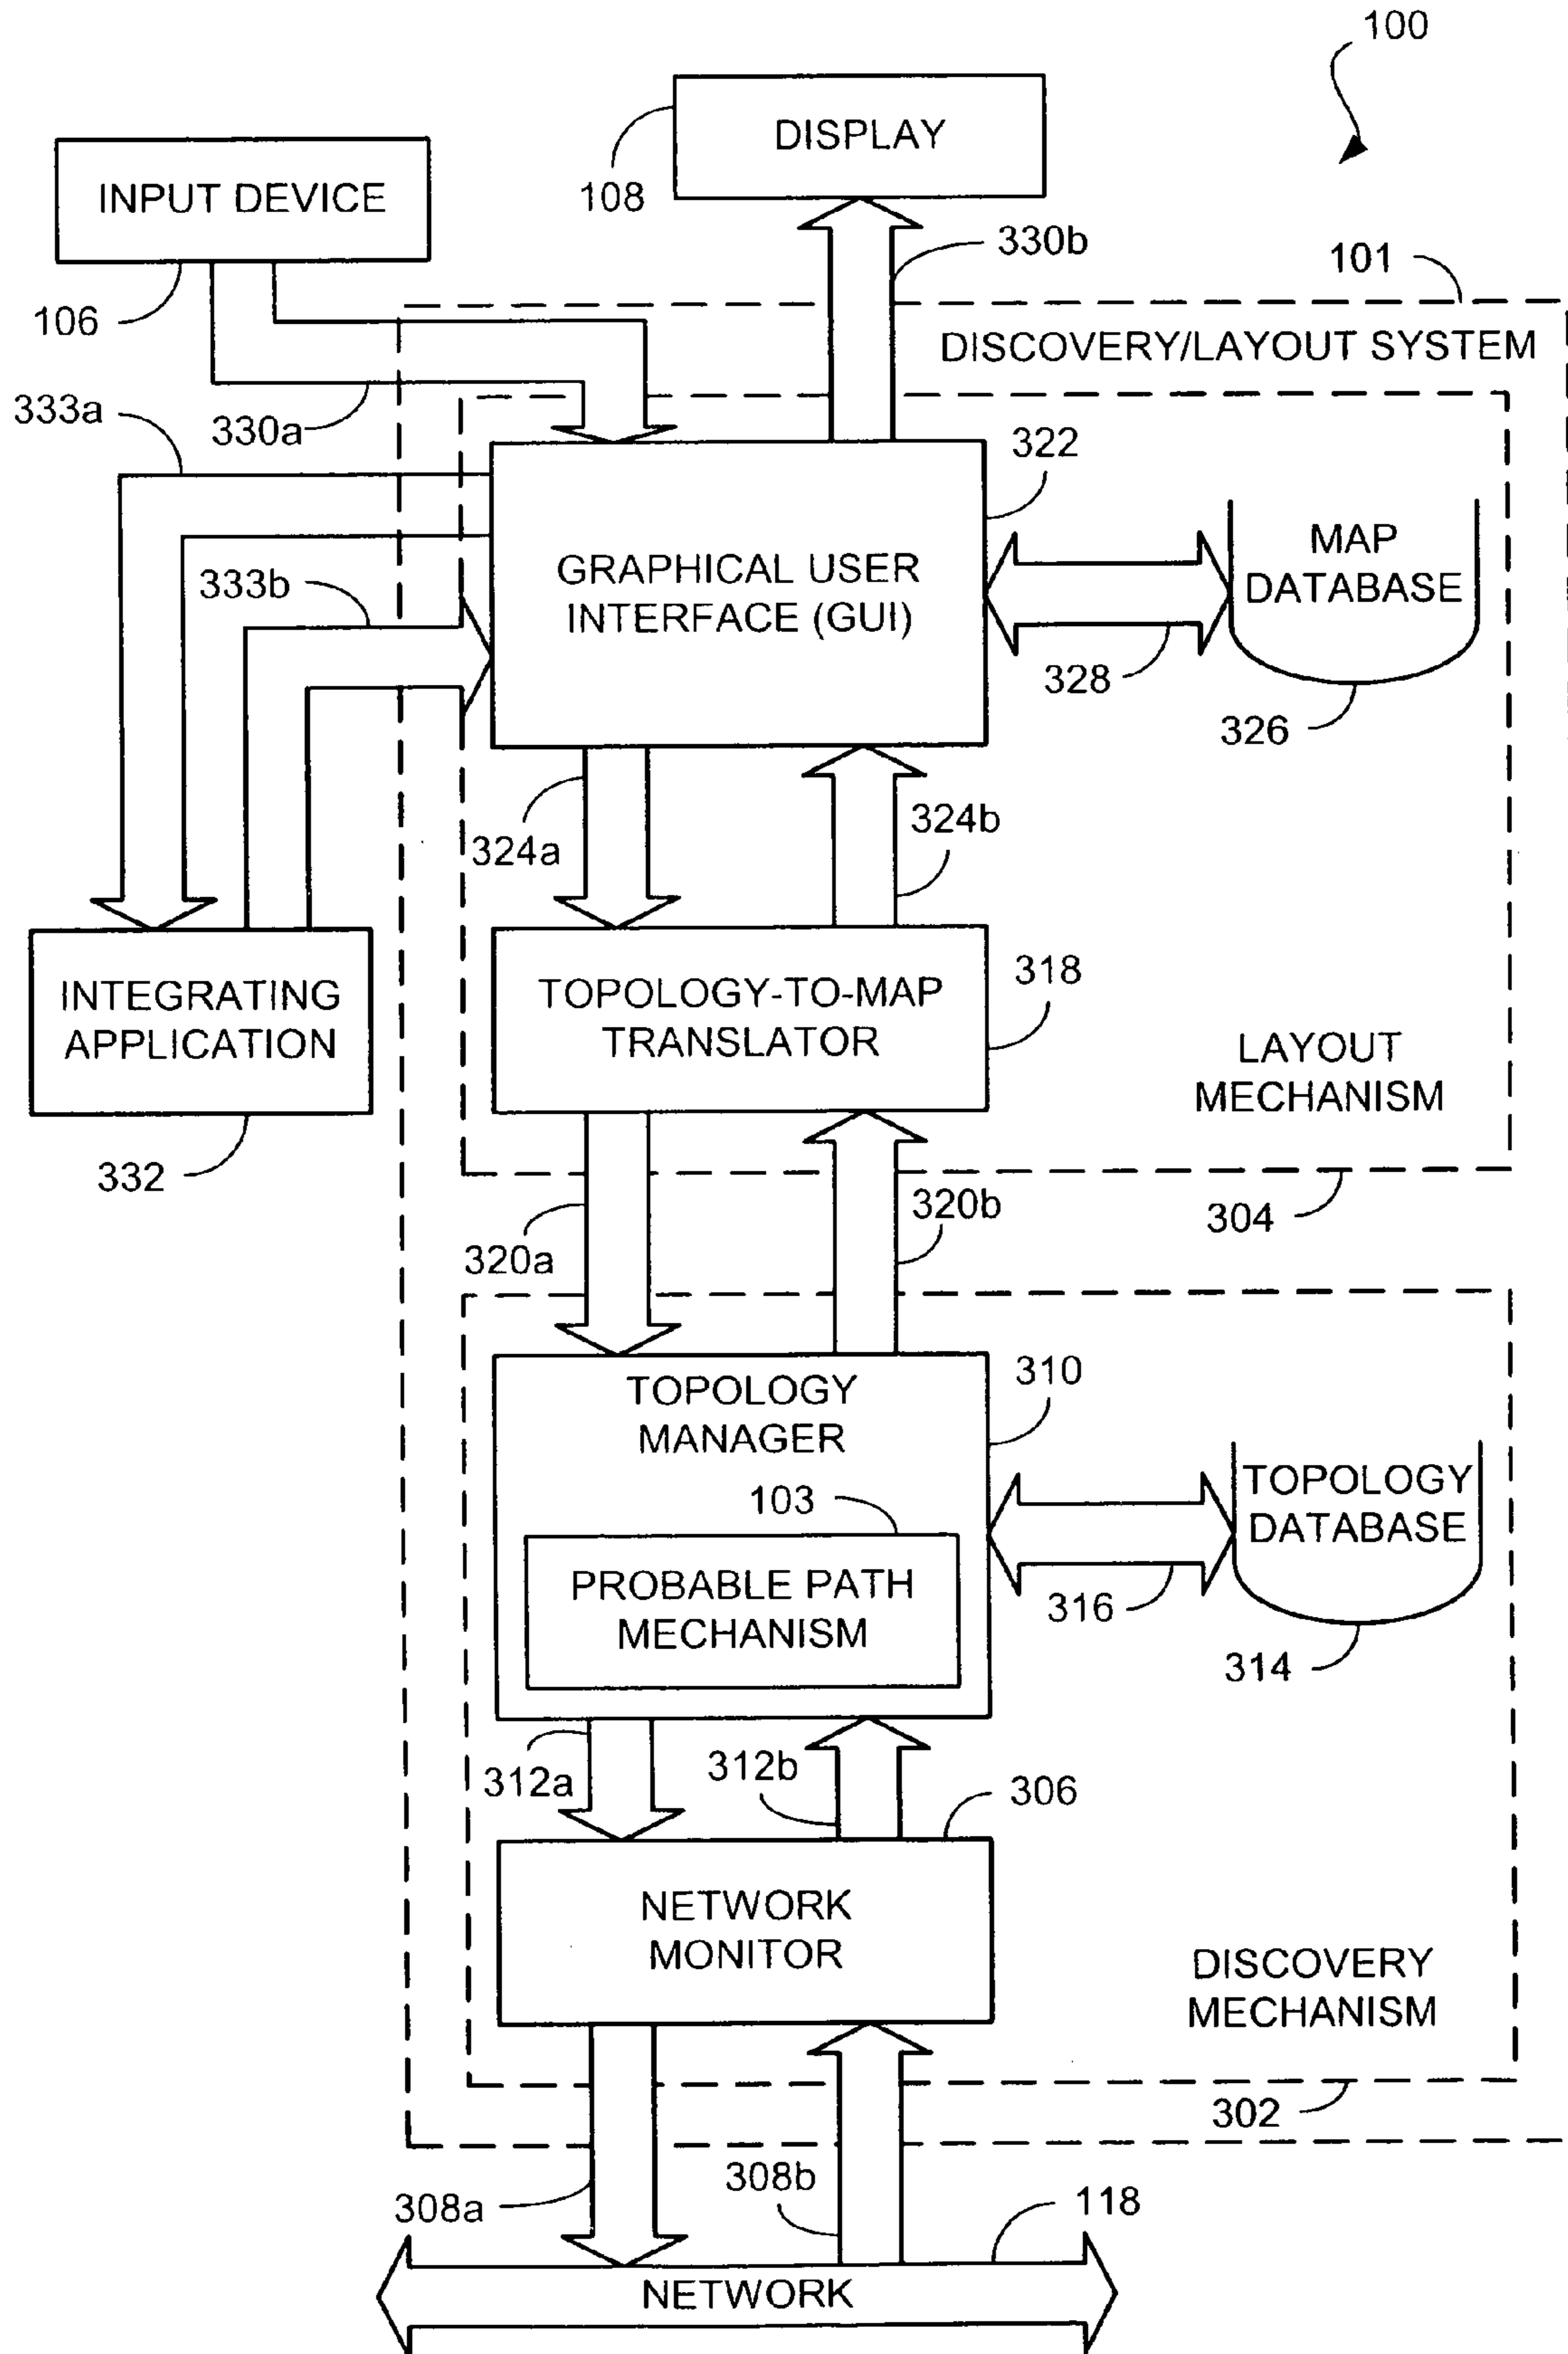 100
DISPLAY
108
INPUT DEVICE
106
330b
101
DISCOVERY/LAYOUT SYSTEM
333a
330a
322
GRAPHICAL USER
INTERFACE (GUI)
333b
MAP
DATABASE
328
326
324a
324b
INTEGRATING
APPLICATION
332
TOPOLOGY-TO-MAP
TRANSLATOR
318
LAYOUT
MECHANISM
304
320a
320b
TOPOLOGY
MANAGER
310
103
PROBABLE PATH
MECHANISM
TOPOLOGY
DATABASE
316
314
312a
312b
306
NETWORK
MONITOR
DISCOVERY
MECHANISM
302
308a
308b
118
NETWORK